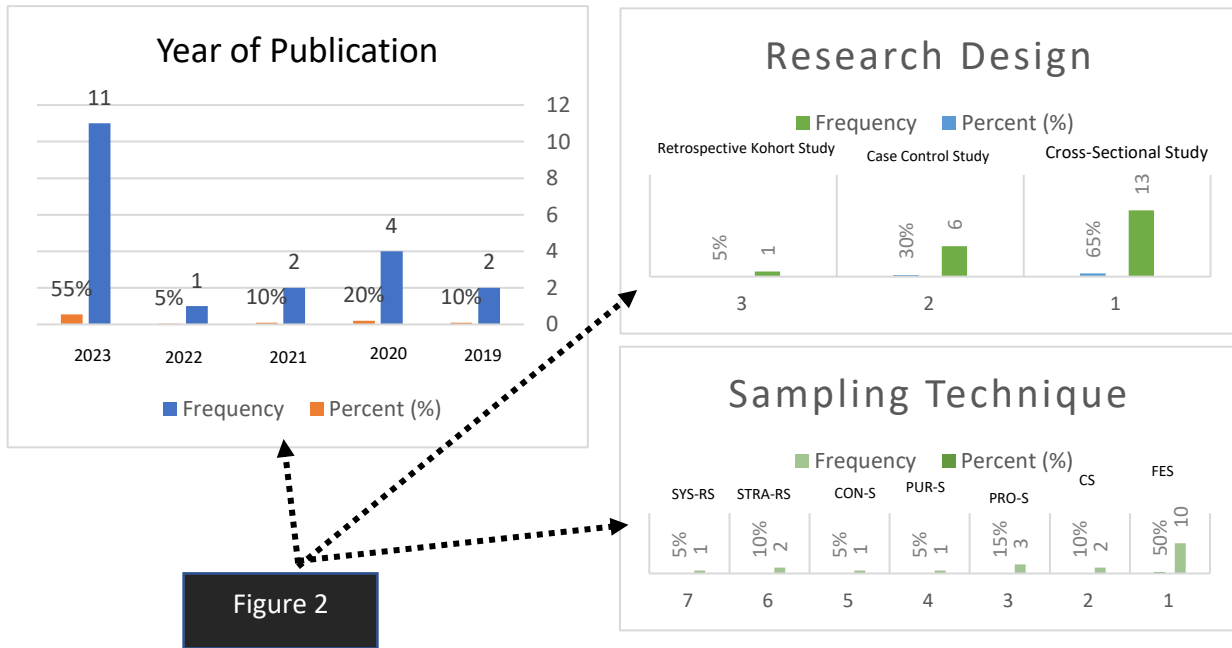 Year of Publication
11
12
10
8
6
4
2
0
4
2
2
1
55%
5%
10%
20%
10%
2023
2022
2021
2020
2019
Frequency
Percent (%)
Research Design
Frequency
Percent (%)
Retrospective Kohort Study
Case Control Study
Cross-Sectional Study
5%
1
30%
6
65%
13
3
2
1
Sampling Technique
Frequency
Percent (%)
SYS-RS
STRA-RS
CON-S
PUR-S
PRO-S
CS
FES
5%
1
10%
2
5%
1
5%
1
15%
3
10%
2
50%
10
7
6
5
4
3
2
1
Figure 2